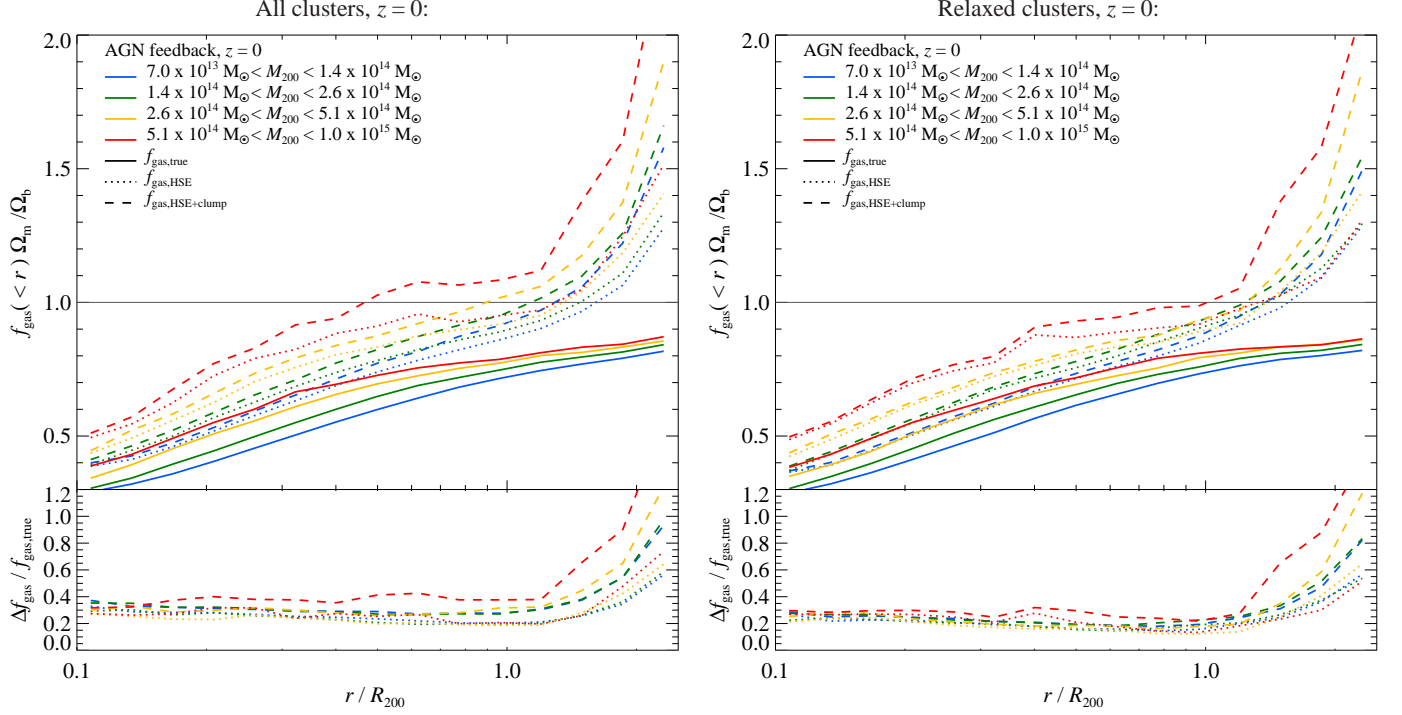 All clusters, z = 0:
AGN feedback, z = 0
7.0 x 10^13 M⊙ < M200 < 1.4 x 10^14 M⊙
1.4 x 10^14 M⊙ < M200 < 2.6 x 10^14 M⊙
2.6 x 10^14 M⊙ < M200 < 5.1 x 10^14 M⊙
5.1 x 10^14 M⊙ < M200 < 1.0 x 10^15 M⊙
fgas,true
fgas,HSE
fgas,HSE+clump
fgas(< r) Ωm /Ωb
2.0
1.5
1.0
0.5
Δfgas / fgas,true
1.2
1.0
0.8
0.6
0.4
0.2
0.0
0.1
1.0
r / R200
Relaxed clusters, z = 0:
AGN feedback, z = 0
7.0 x 10^13 M⊙ < M200 < 1.4 x 10^14 M⊙
1.4 x 10^14 M⊙ < M200 < 2.6 x 10^14 M⊙
2.6 x 10^14 M⊙ < M200 < 5.1 x 10^14 M⊙
5.1 x 10^14 M⊙ < M200 < 1.0 x 10^15 M⊙
fgas,true
fgas,HSE
fgas,HSE+clump
fgas(< r) Ωm /Ωb
2.0
1.5
1.0
0.5
Δfgas / fgas,true
1.2
1.0
0.8
0.6
0.4
0.2
0.0
0.1
1.0
r / R200